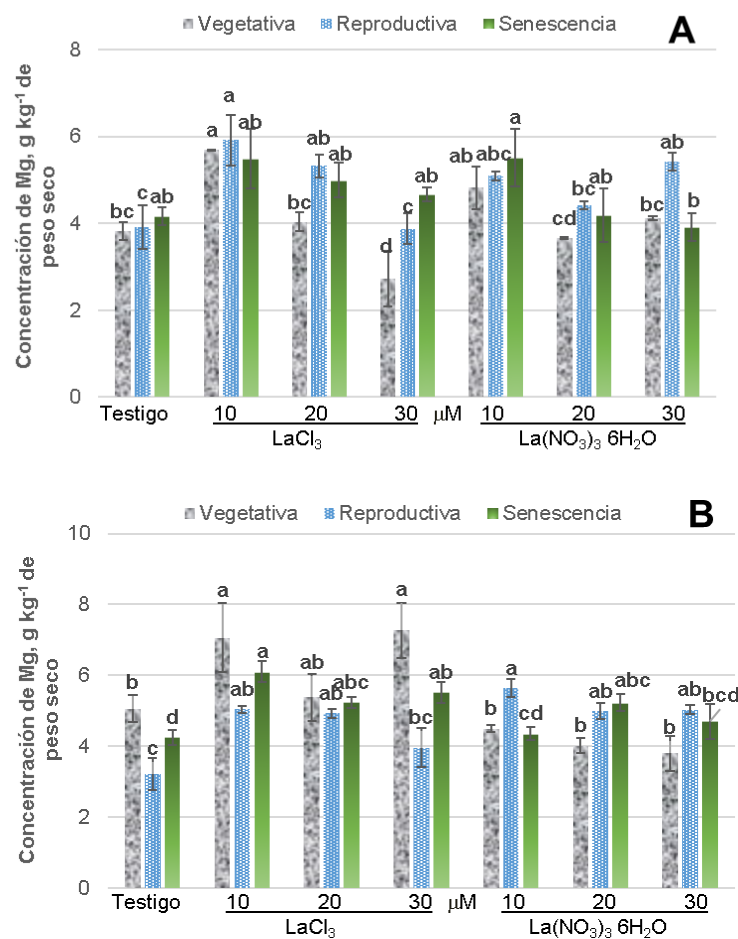 Vegetativa Reproductiva Senescencia A
8
6
4
2
0
Concentración de Mg, g kg-1 de
peso seco
bc c ab
a a ab
bc ab ab
d c ab
ab abc a
cd bc ab
bc ab b
Testigo 10 20 30 μM 10 20 30
LaCl3 La(NO3)3 6H2O
Vegetativa Reproductiva Senescencia B
10
8
6
4
2
0
Concentración de Mg, g kg-1 de
peso seco
b c d
a ab a
ab ab abc
a bc ab
b a cd
b ab abc
b ab bcd
Testigo 10 20 30 μM 10 20 30
LaCl3 La(NO3)3 6H2O